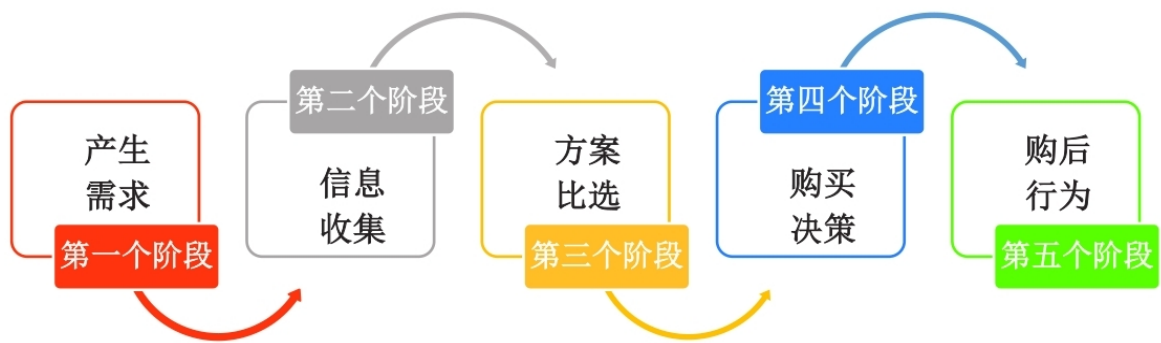 产生
需求
第一个阶段
第二个阶段
信息
收集
方案
比选
第三个阶段
第四个阶段
购买
决策
购后
行为
第五个阶段